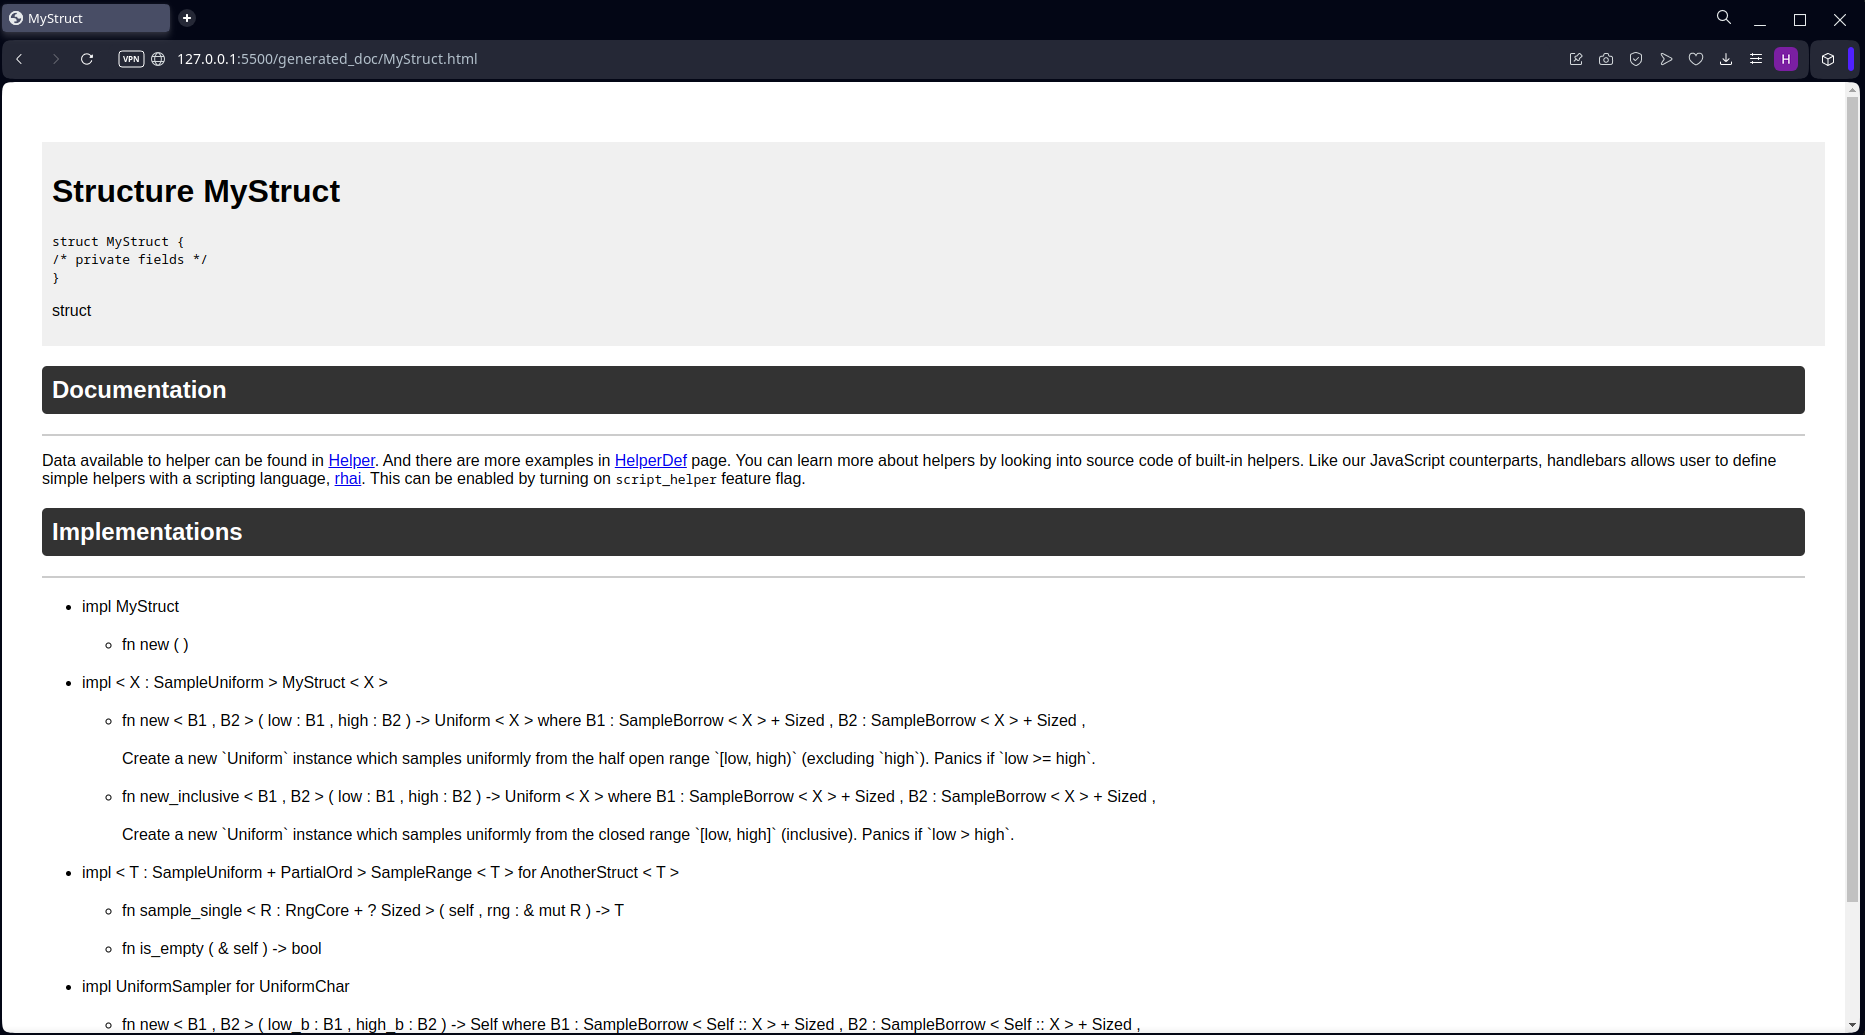 MyStruct
VPN
127.0.0.1:5500/generated_doc/MyStruct.html
H
Structure MyStruct
struct MyStruct {
/* private fields */
}
struct
Documentation
Data available to helper can be found in Helper. And there are more examples in HelperDef page. You can learn more about helpers by looking into source code of built-in helpers. Like our JavaScript counterparts, handlebars allows user to define
simple helpers with a scripting language, rhai. This can be enabled by turning on script_helper feature flag.
Implementations
impl MyStruct
fn new ( )
impl < X : SampleUniform > MyStruct < X >
fn new < B1 , B2 > ( low : B1 , high : B2 ) -> Uniform < X > where B1 : SampleBorrow < X > + Sized , B2 : SampleBorrow < X > + Sized ,
Create a new `Uniform` instance which samples uniformly from the half open range `[low, high)` (excluding `high`). Panics if `low >= high`.
fn new_inclusive < B1 , B2 > ( low : B1 , high : B2 ) -> Uniform < X > where B1 : SampleBorrow < X > + Sized , B2 : SampleBorrow < X > + Sized ,
Create a new `Uniform` instance which samples uniformly from the closed range `[low, high]` (inclusive). Panics if `low > high`.
impl < T : SampleUniform + PartialOrd > SampleRange < T > for AnotherStruct < T >
fn sample_single < R : RngCore + ? Sized > ( self , rng : & mut R ) -> T
fn is_empty ( & self ) -> bool
impl UniformSampler for UniformChar
fn new < B1 , B2 > ( low_b : B1 , high_b : B2 ) -> Self where B1 : SampleBorrow < Self :: X > + Sized , B2 : SampleBorrow < Self :: X > + Sized ,